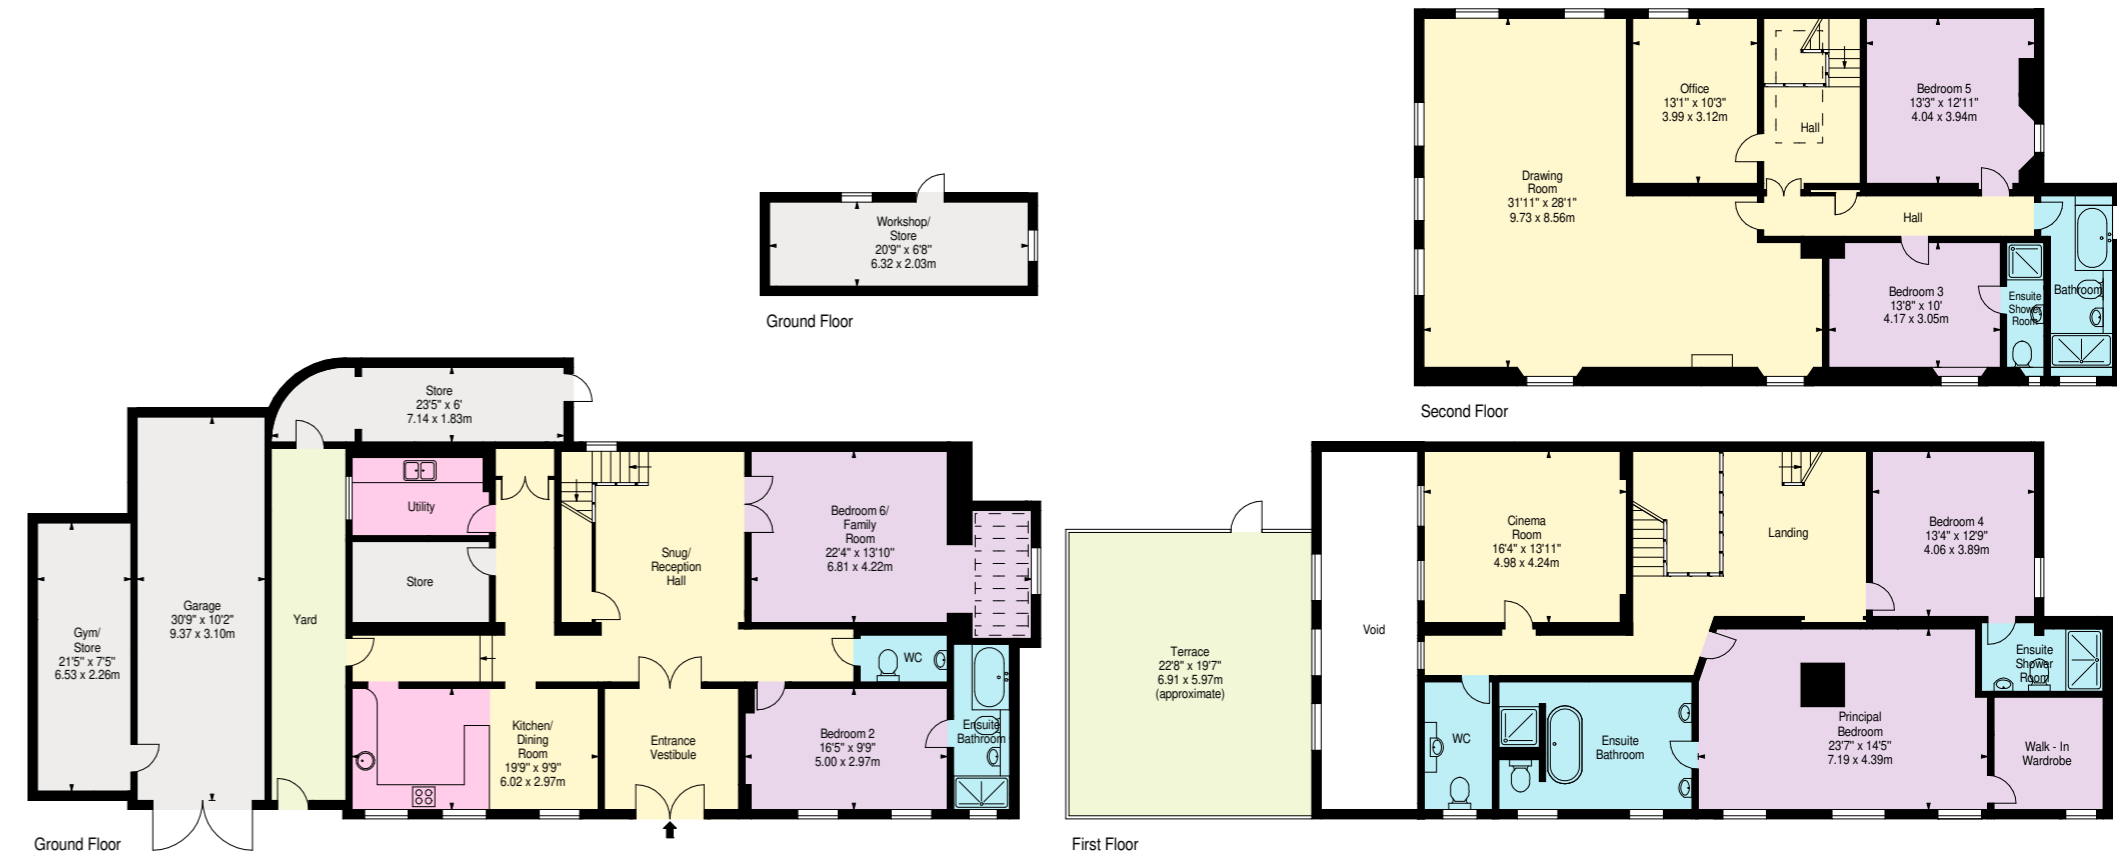 Drawing
Room
31'11" x 28'1"
9.73 x 8.56m
Office
13'1" x 10'3"
3.99 x 3.12m
Hall
Bedroom 5
13'3" x 12'11"
4.04 x 3.94m
Hall
Bedroom 3
13'8" x 10'
4.17 x 3.05m
Ensuite
Shower
Room
Bathroom
Second Floor
Workshop/
Store
20'9" x 6'8"
6.32 x 2.03m
Ground Floor
Store
23'5" x 6'
7.14 x 1.83m
Utility
Store
Yard
Garage
30'9" x 10'2"
9.37 x 3.10m
Gym/
Store
21'5" x 7'5"
6.53 x 2.26m
Snug/
Reception
Hall
Bedroom 6/
Family
Room
22'4" x 13'10"
6.81 x 4.22m
WC
Kitchen/
Dining
Room
19'9" x 9'9"
6.02 x 2.97m
Entrance
Vestibule
Bedroom 2
16'5" x 9'9"
5.00 x 2.97m
Ensuite
Bathroom
Ground Floor
Terrace
22'8" x 19'7"
6.91 x 5.97m
(approximate)
Void
Cinema
Room
16'4" x 13'11"
4.98 x 4.24m
Landing
Bedroom 4
13'4" x 12'9"
4.06 x 3.89m
Ensuite
Shower
Room
WC
Ensuite
Bathroom
Principal
Bedroom
23'7" x 14'5"
7.19 x 4.39m
Walk - In
Wardrobe
First Floor